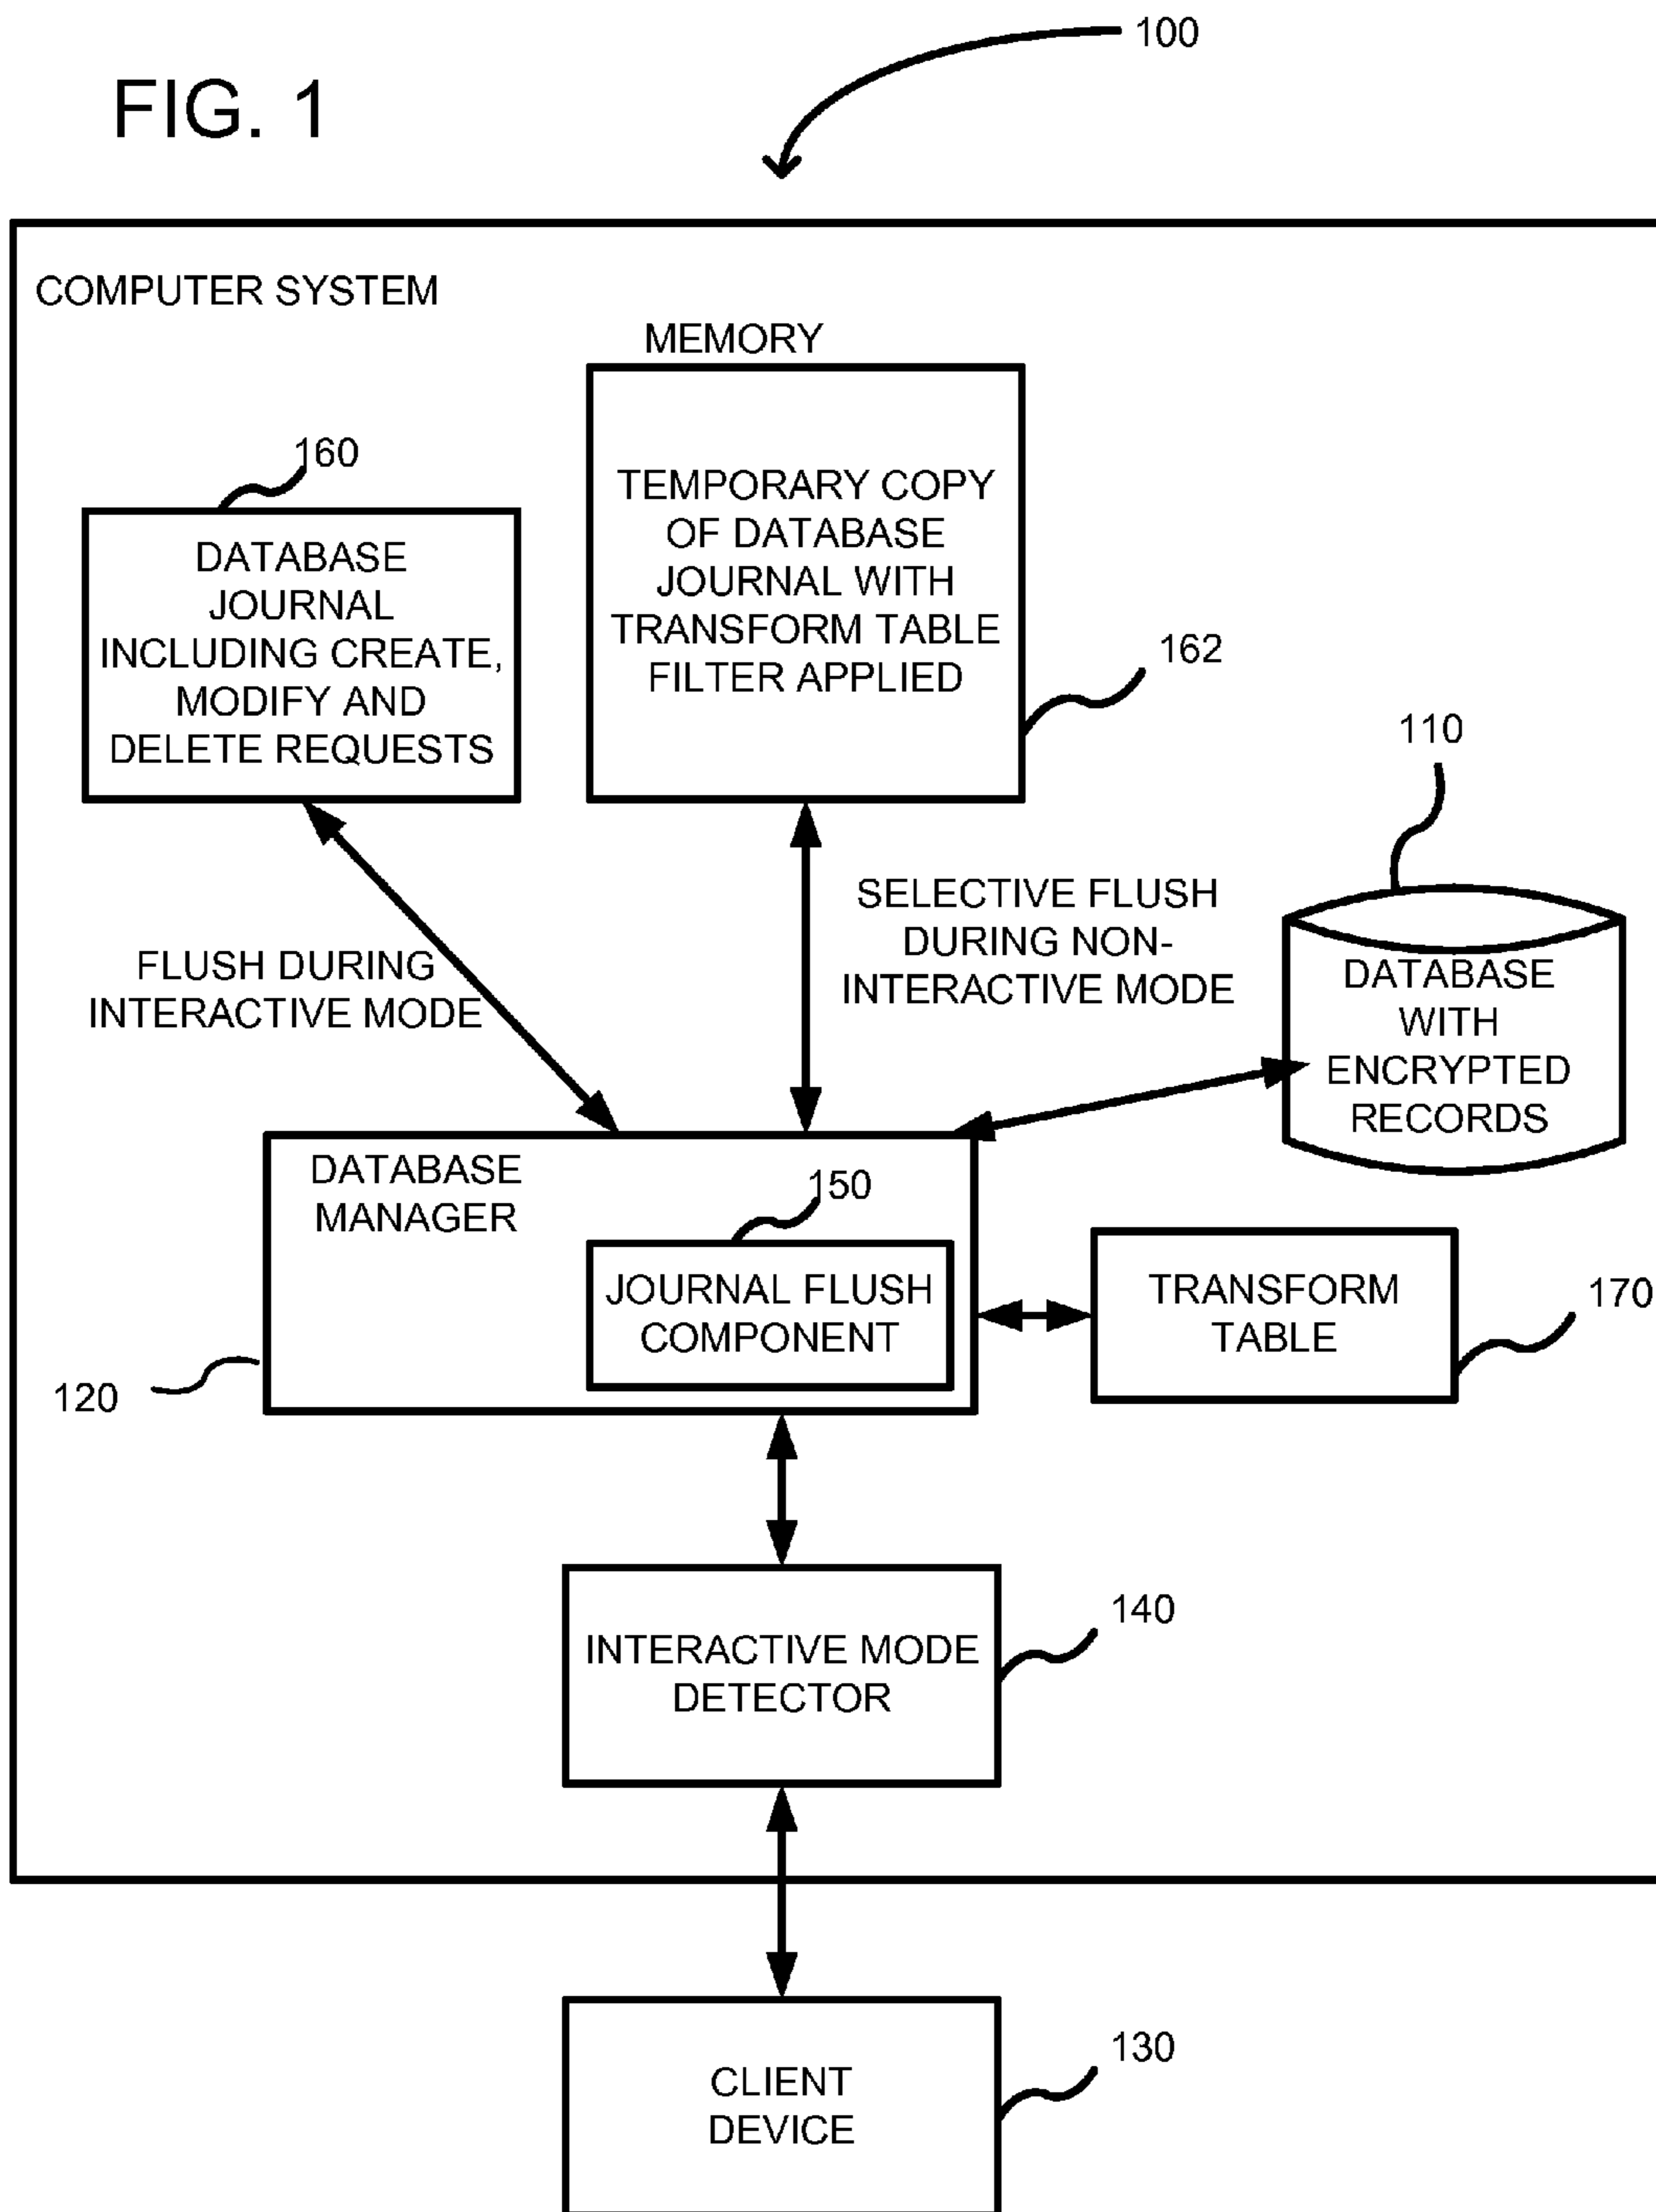 100
FIG. 1
COMPUTER SYSTEM
MEMORY
160
DATABASE
JOURNAL
INCLUDING CREATE,
MODIFY AND
DELETE REQUESTS
TEMPORARY COPY
OF DATABASE
JOURNAL WITH
TRANSFORM TABLE
FILTER APPLIED
162
110
FLUSH DURING
INTERACTIVE MODE
SELECTIVE FLUSH
DURING NON-
INTERACTIVE MODE
DATABASE
WITH
ENCRYPTED
RECORDS
DATABASE
MANAGER
150
JOURNAL FLUSH
COMPONENT
TRANSFORM
TABLE
170
120
INTERACTIVE MODE
DETECTOR
140
CLIENT
DEVICE
130